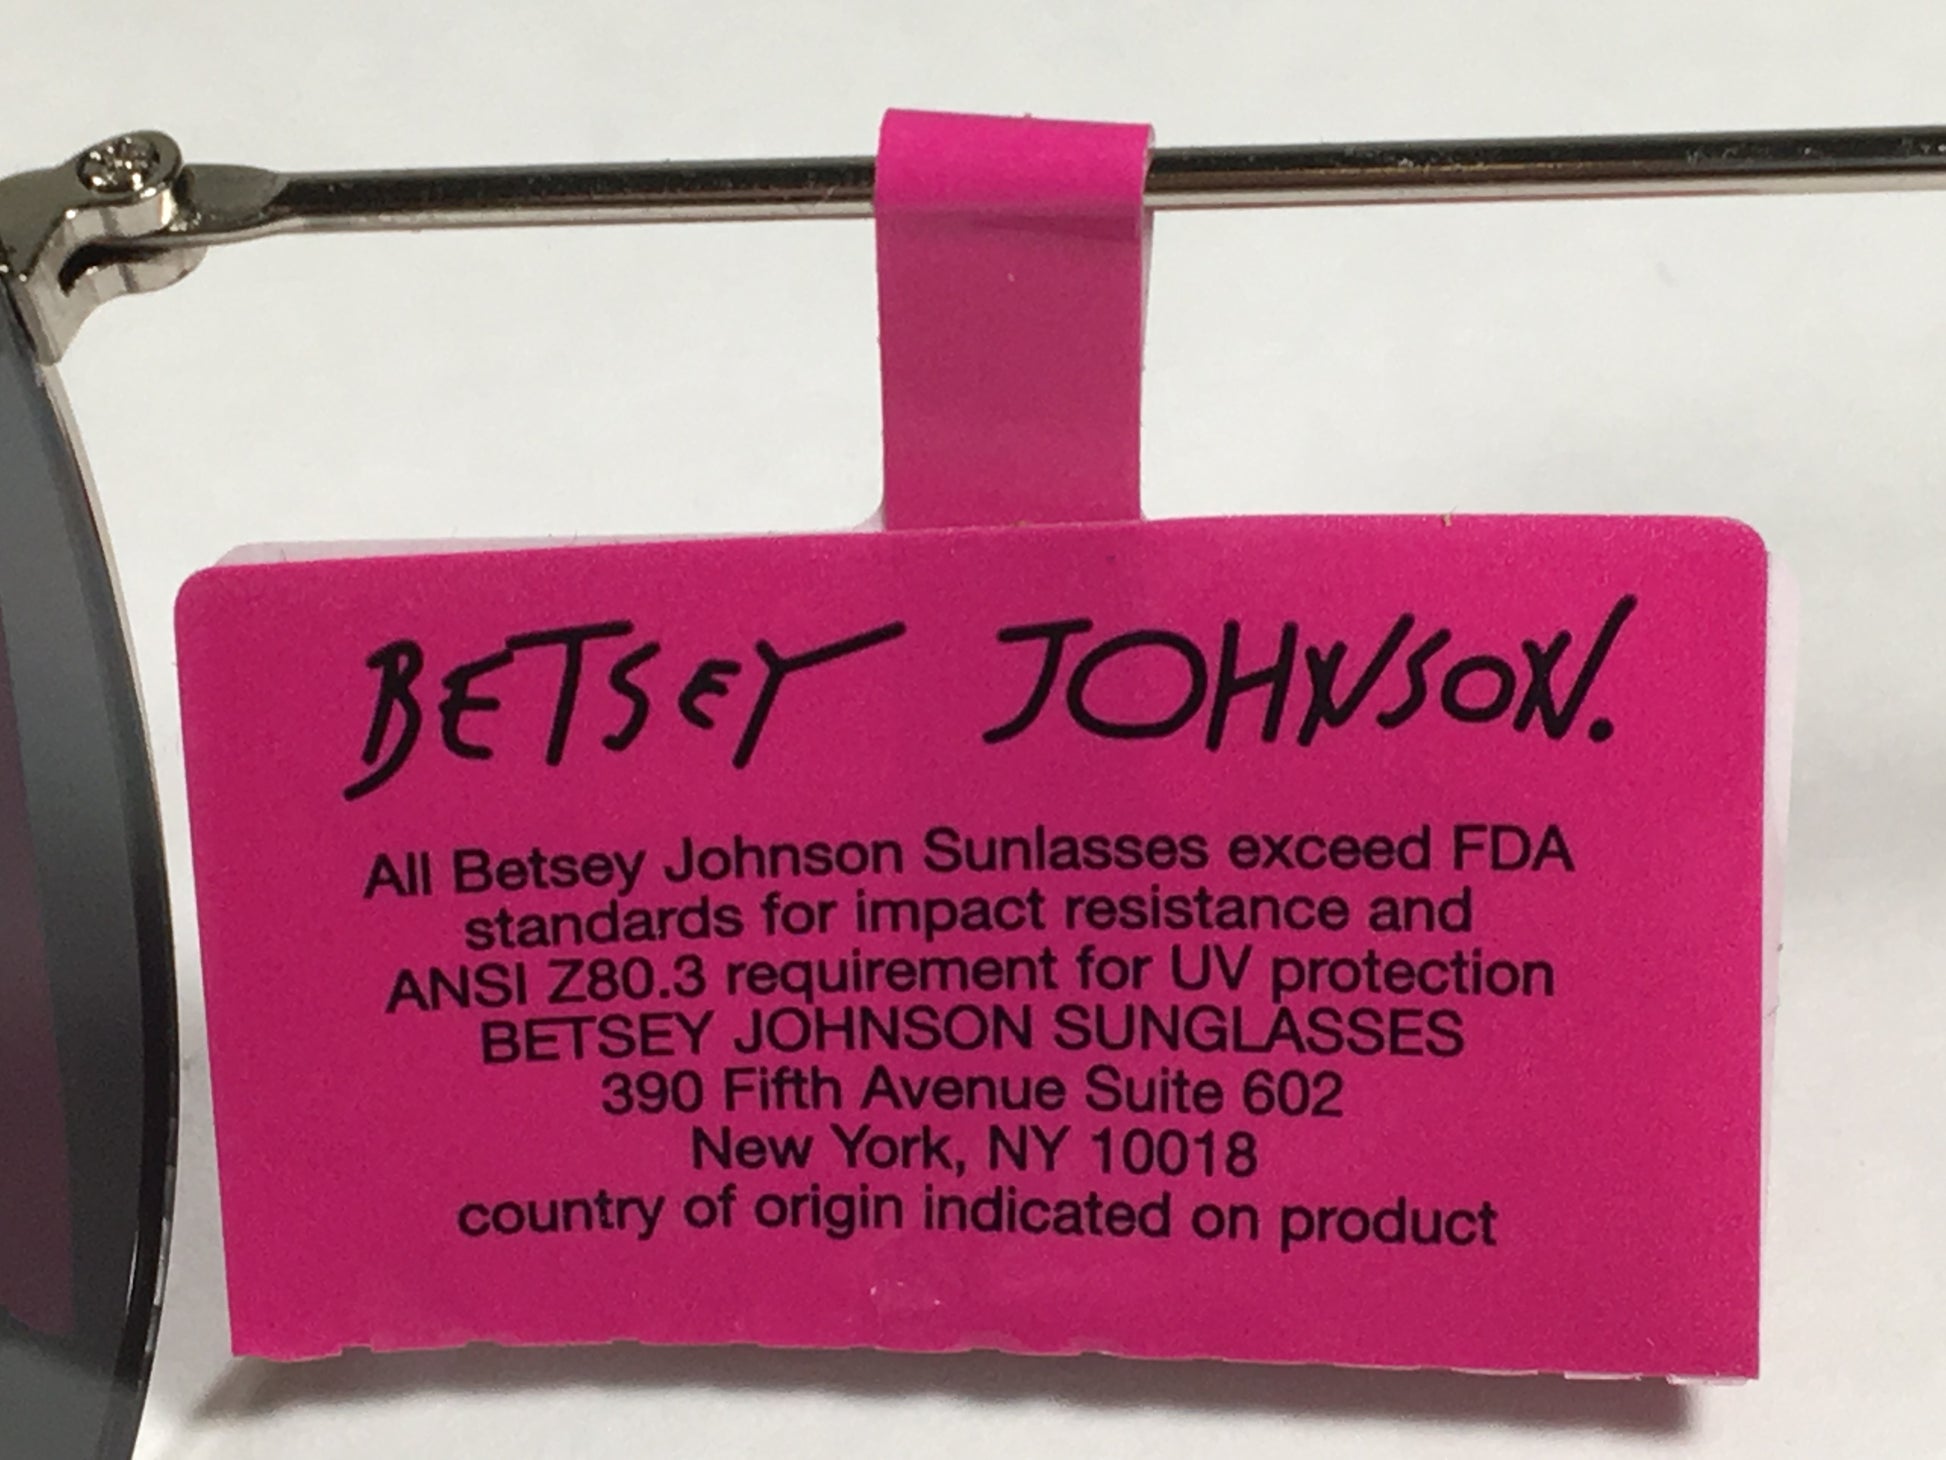 BETSEY JOHNSON.
All Betsey Johnson Sunlasses exceed FDA
standards for impact resistance and
ANSI Z80.3 requirement for UV protection
BETSEY JOHNSON SUNGLASSES
390 Fifth Avenue Suite 602
New York, NY 10018
country of origin indicated on product